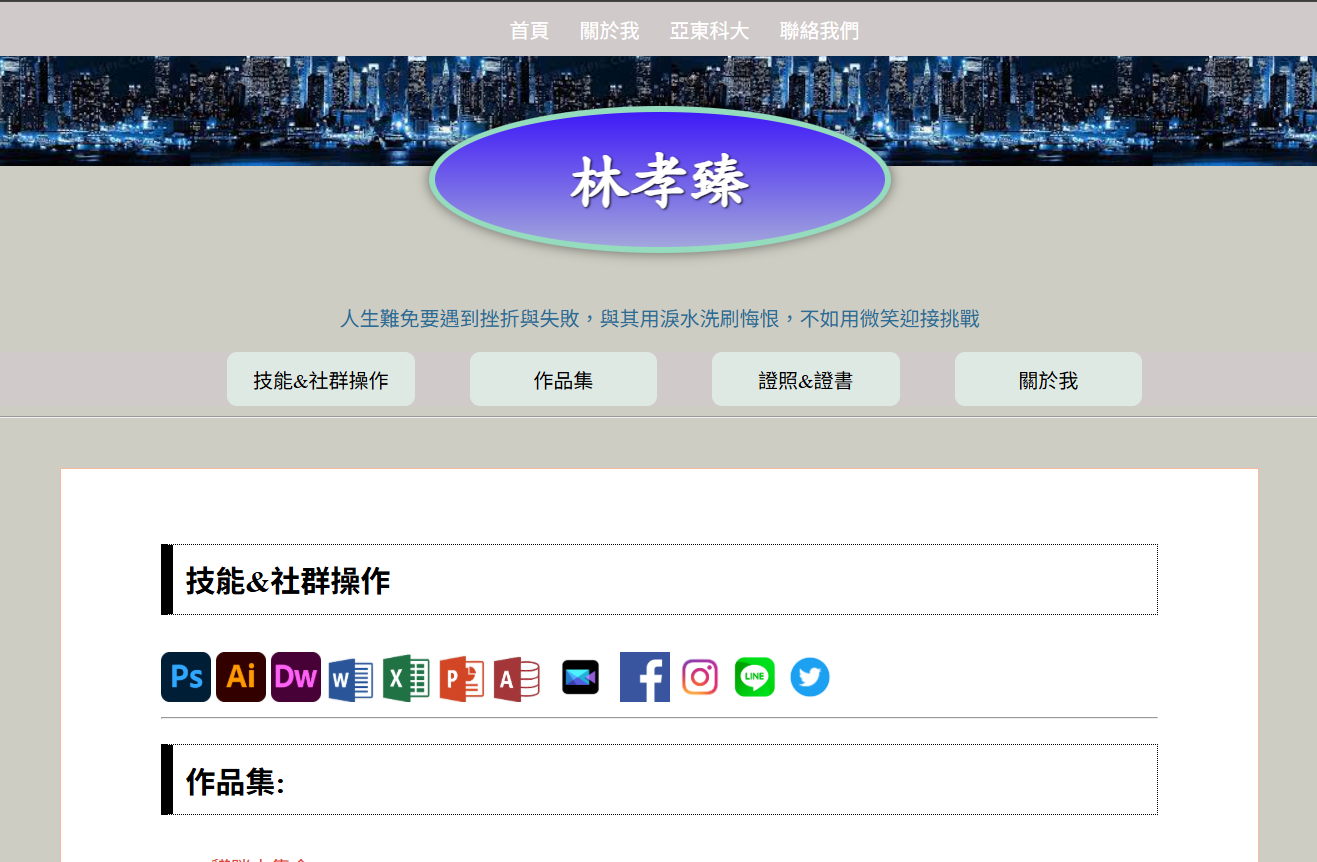 首頁 關於我 亞東科大 聯絡我們
林孝臻
人生難免要遇到挫折與失敗，與其用淚水洗刷悔恨，不如用微笑迎接挑戰
技能&社群操作 作品集 證照&證書 關於我
技能&社群操作
Ps Ai Dw W X P A f LINE
作品集: